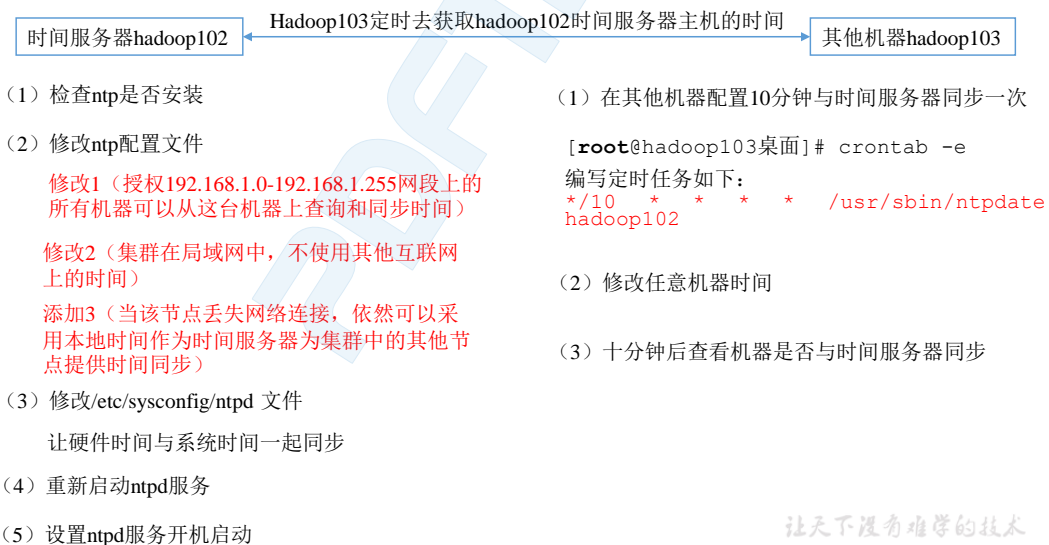 Hadoop103定时去获取hadoop102时间服务器主机的时间
时间服务器hadoop102
其他机器hadoop103
(1)检查ntp是否安装
(2)修改ntp配置文件
修改1(授权192.168.1.0-192.168.1.255网段上的
所有机器可以从这台机器上查询和同步时间)
修改2(集群在局域网中,不使用其他互联网
上的时间)
添加3(当该节点丢失网络连接,依然可以采
用本地时间作为时间服务器为集群中的其他节
点提供时间同步)
(3)修改/etc/sysconfig/ntpd 文件
让硬件时间与系统时间一起同步
(4)重新启动ntpd服务
(5)设置ntpd服务开机启动
(1)在其他机器配置10分钟与时间服务器同步一次
[root@hadoop103桌面]# crontab -e
编写定时任务如下:
*/10 * * * * /usr/sbin/ntpdate
hadoop102
(2)修改任意机器时间
(3)十分钟后查看机器是否与时间服务器同步
让天下没有难学的技术